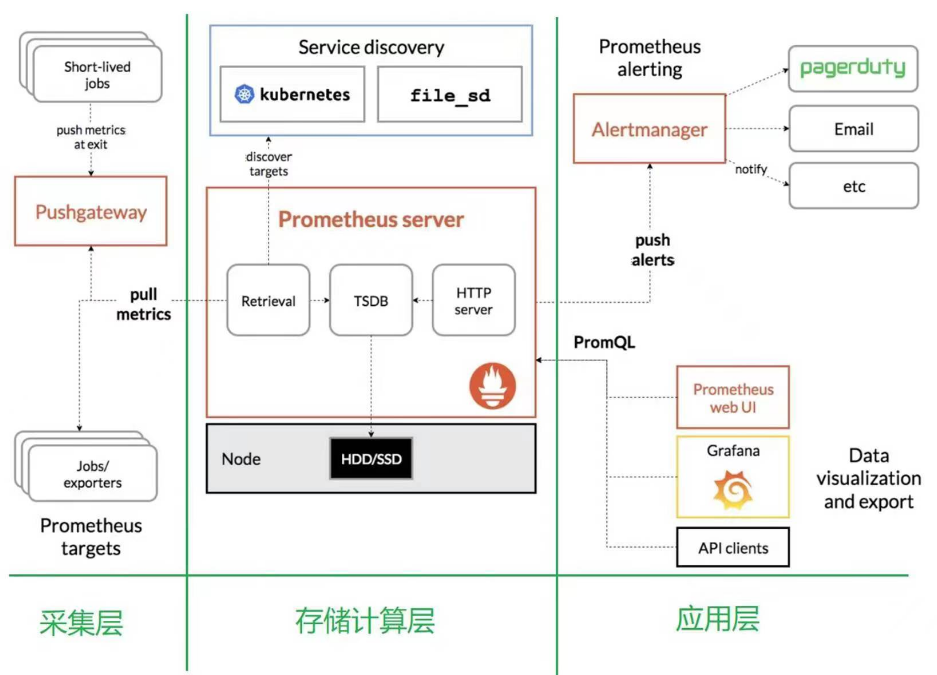 Short-lived
jobs
push metrics
at exit
Pushgateway
pull
metrics
Jobs/
exporters
Prometheus
targets
Service discovery
kubernetes
file_sd
discover
targets
Prometheus server
Retrieval
TSDB
HTTP
server
Node
HDD/SSD
Prometheus
alerting
Alertmanager
pagerduty
Email
notify
etc
push
alerts
PromQL
Prometheus
web UI
Grafana
API clients
Data
visualization
and export
采集层
存储计算层
应用层